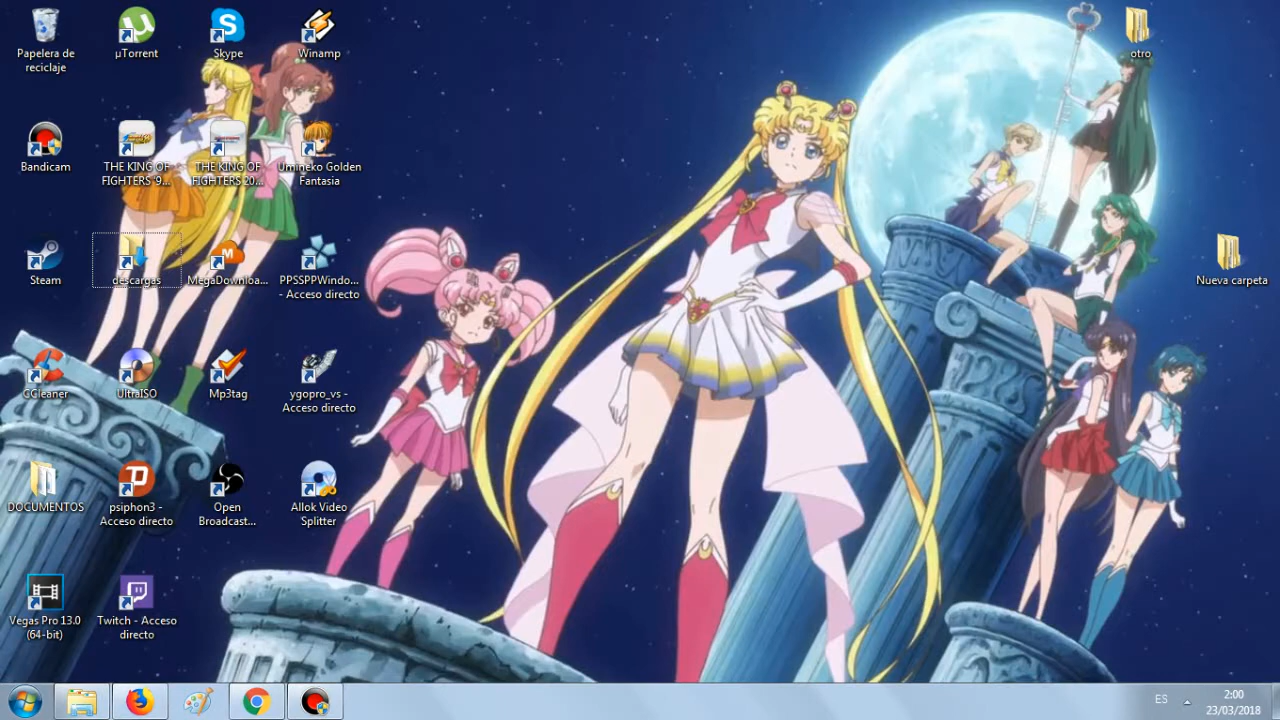 Papelera de
reciclaje
µTorrent
Skype
Winamp
otro
Bandicam
THE KING OF
FIGHTERS '9...
THE KING OF
FIGHTERS 20...
Umineko Golden
Fantasia
Steam
descargas
MegaDownloa...
PPSSPPWindo...
- Acceso directo
Nueva carpeta
CCleaner
UltraISO
Mp3tag
ygopro_vs -
Acceso directo
DOCUMENTOS
psiphon3 -
Acceso directo
Open
Broadcast...
Allok Video
Splitter
Vegas Pro 13.0
(64-bit)
Twitch - Acceso
directo
ES
2:00
23/03/2018